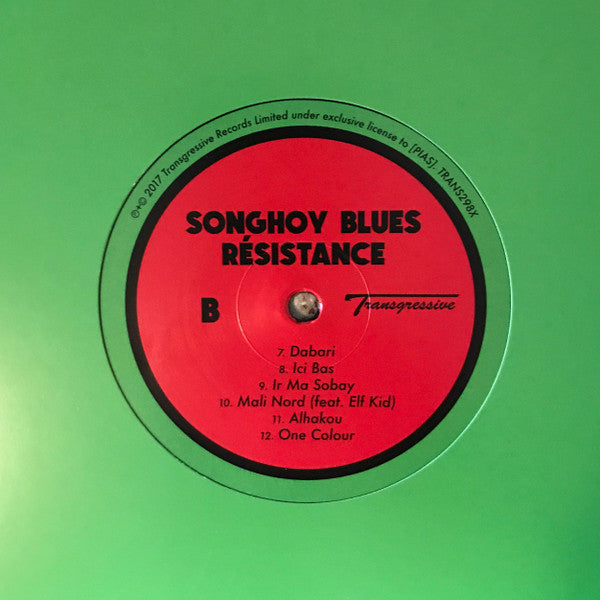 ℗+© 2017 Transgressive Records Limited under exclusive license to [PIAS]. TRANS298X
SONGHOY BLUES
RÉSISTANCE
B
Transgressive
7. Dabari
8. Ici Bas
9. Ir Ma Sobay
10. Mali Nord (feat. Elf Kid)
11. Alhakou
12. One Colour